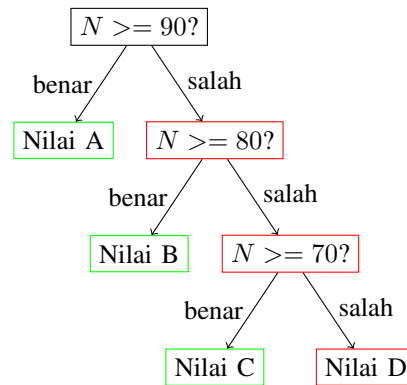 N >= 90?
benar
salah
Nilai A
N >= 80?
benar
salah
Nilai B
N >= 70?
benar
salah
Nilai C
Nilai D